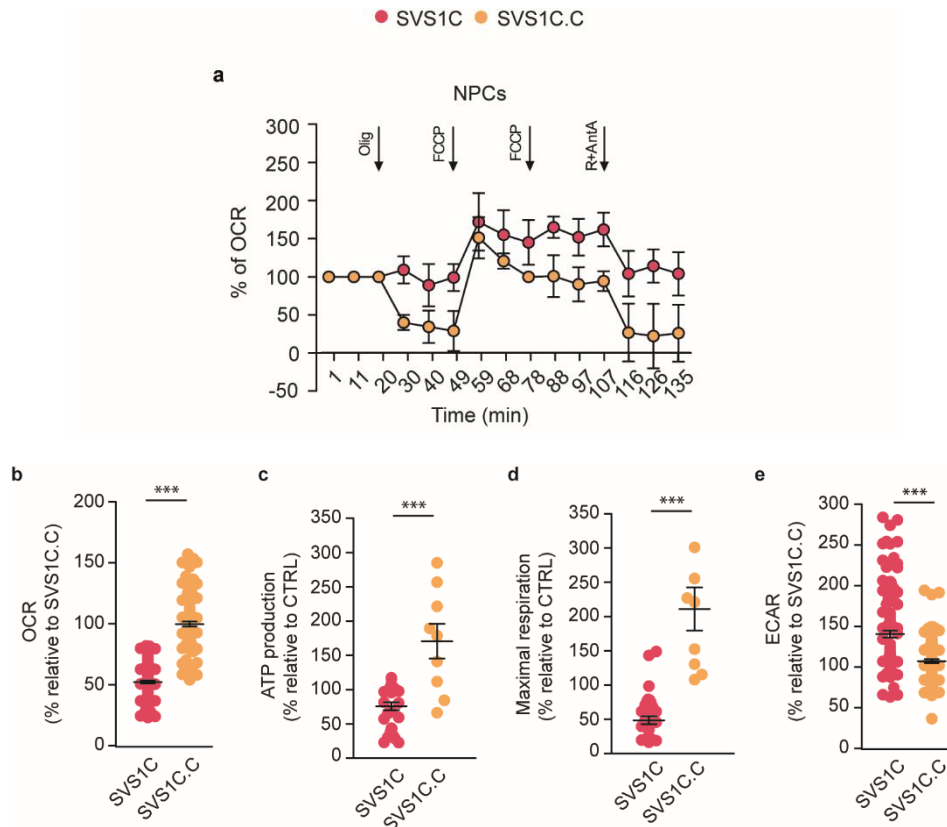 SVS1C SVS1C.C
a
NPCs
Olig
FCCP
FCCP
R+AntA
300
250
200
150
100
50
0
-50
% of OCR
1 11 20 30 40 49 59 68 78 88 97 107 116 126 135
Time (min)
b
***
200
150
100
50
0
OCR
(% relative to SVS1C.C)
SVS1C
SVS1C.C
c
***
350
300
250
200
150
100
50
0
ATP production
(% relative to CTRL)
SVS1C
SVS1C.C
d
***
350
300
250
200
150
100
50
0
Maximal respiration
(% relative to CTRL)
SVS1C
SVS1C.C
e
***
300
250
200
150
100
50
0
ECAR
(% relative to SVS1C.C)
SVS1C
SVS1C.C